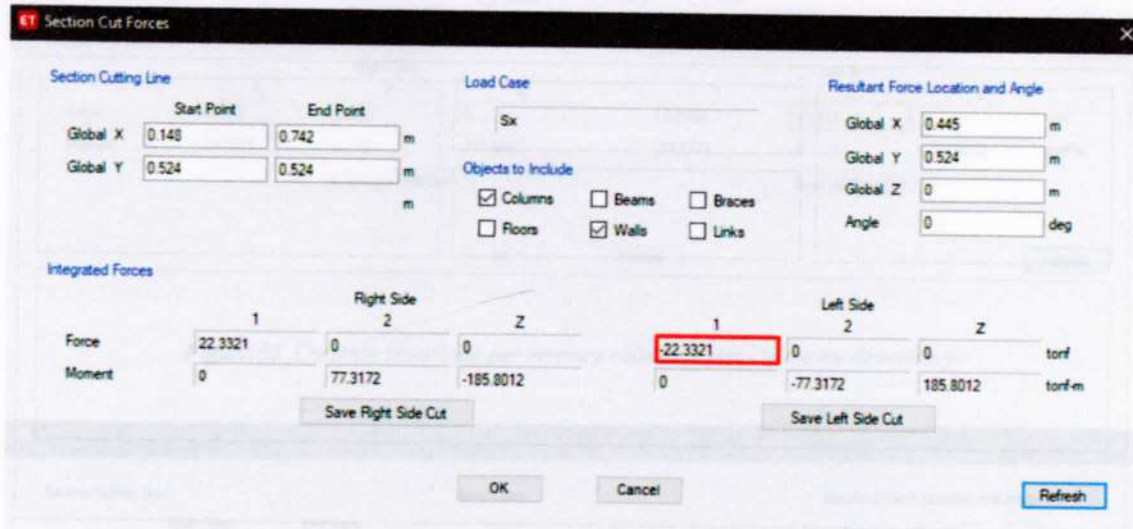 ET Section Cut Forces
Section Cutting Line
Start Point End Point
Global X 0.148 0.742 m
Global Y 0.524 0.524 m
m
Load Case
Sx
Objects to Include
Columns Beams Braces
Floors Walls Links
Resultant Force Location and Angle
Global X 0.445 m
Global Y 0.524 m
Global Z 0 m
Angle 0 deg
Integrated Forces
Right Side Left Side
1 2 Z 1 2 Z
Force 22.3321 0 0 -22.3321 0 0 tonf
Moment 0 77.3172 -185.8012 0 -77.3172 185.8012 tonf-m
Save Right Side Cut Save Left Side Cut
OK Cancel Refresh